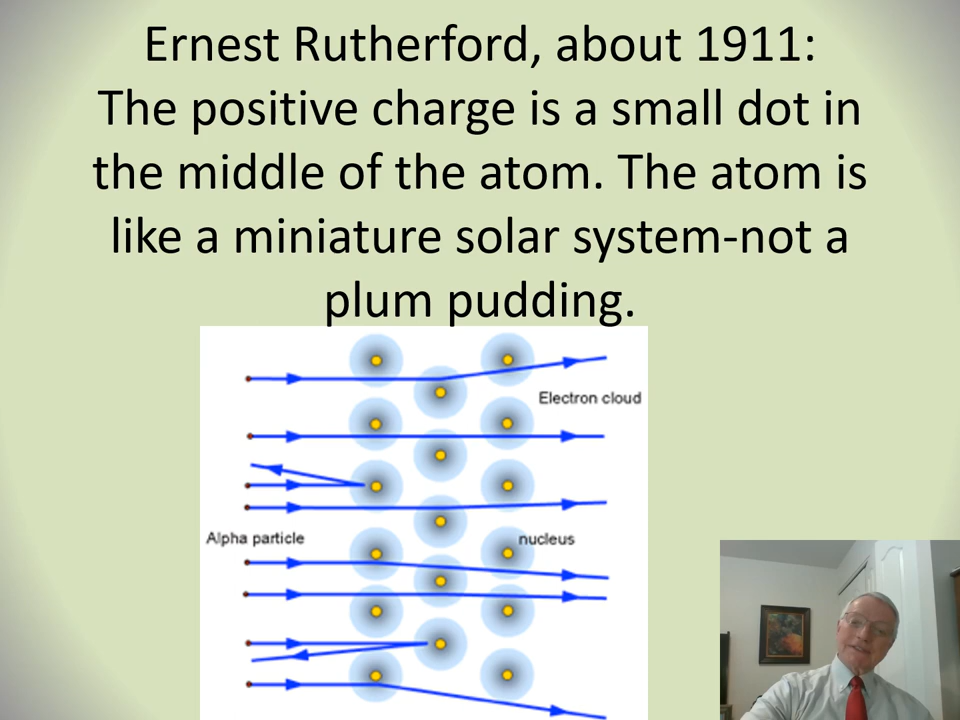 Ernest Rutherford, about 1911:
The positive charge is a small dot in
the middle of the atom. The atom is
like a miniature solar system-not a
plum pudding.
Electron cloud
Alpha particle
nucleus